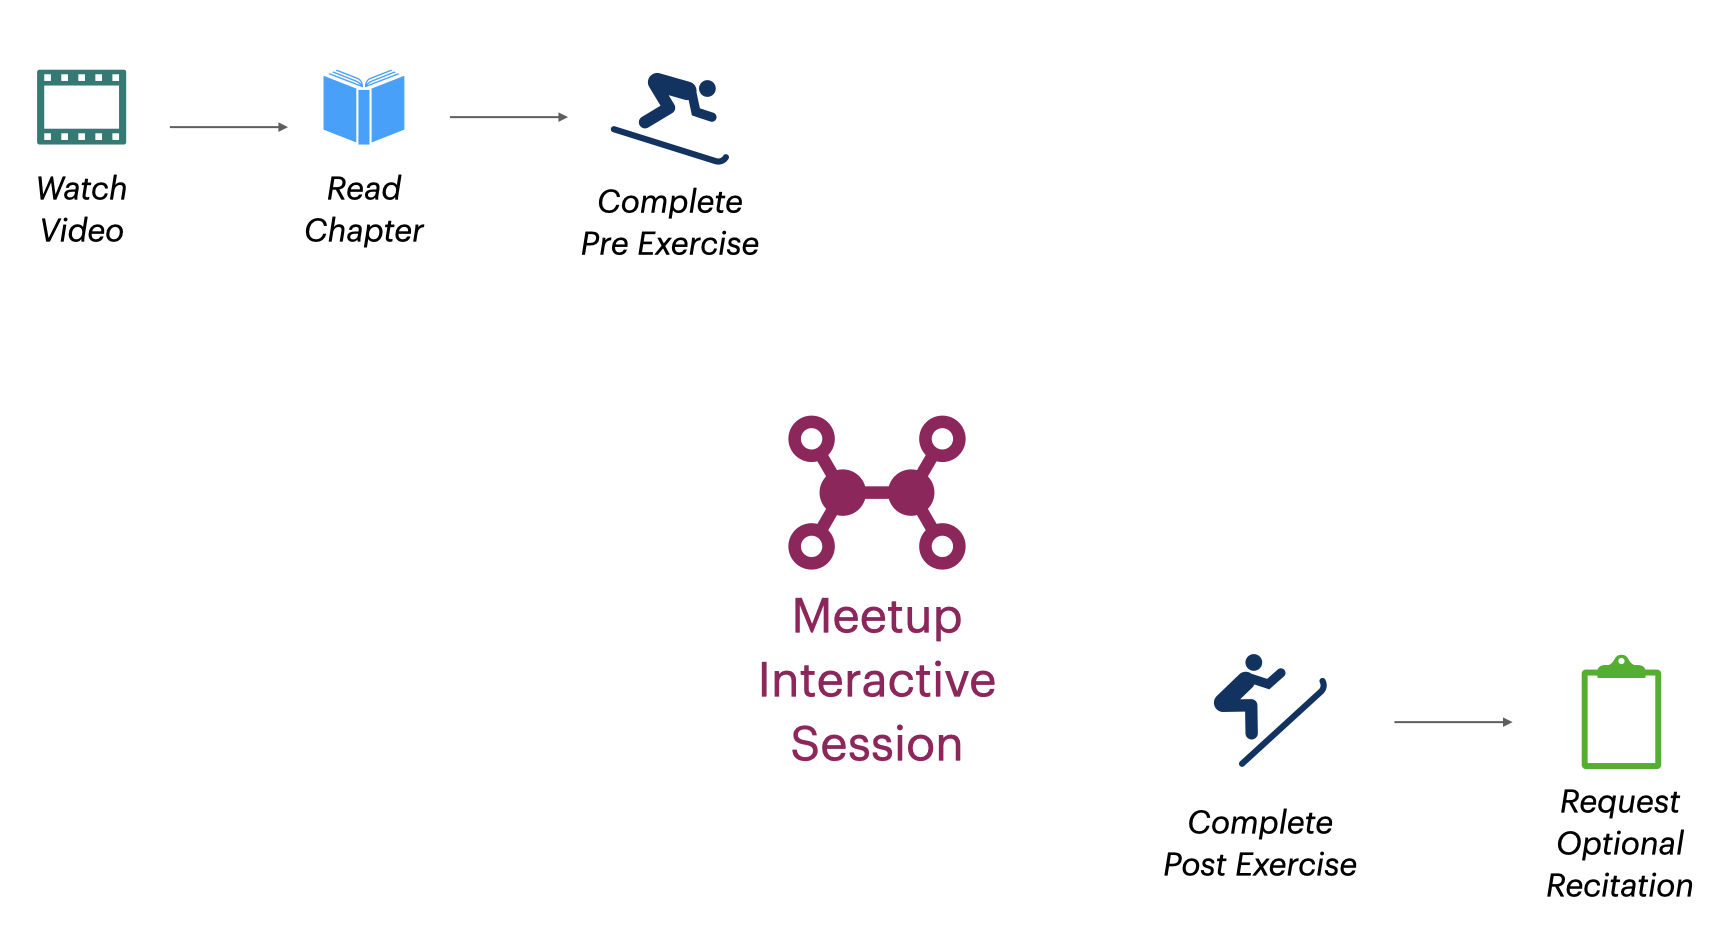 Watch
Video
Read
Chapter
Complete
Pre Exercise
Meetup
Interactive
Session
Complete
Post Exercise
Request
Optional
Recitation